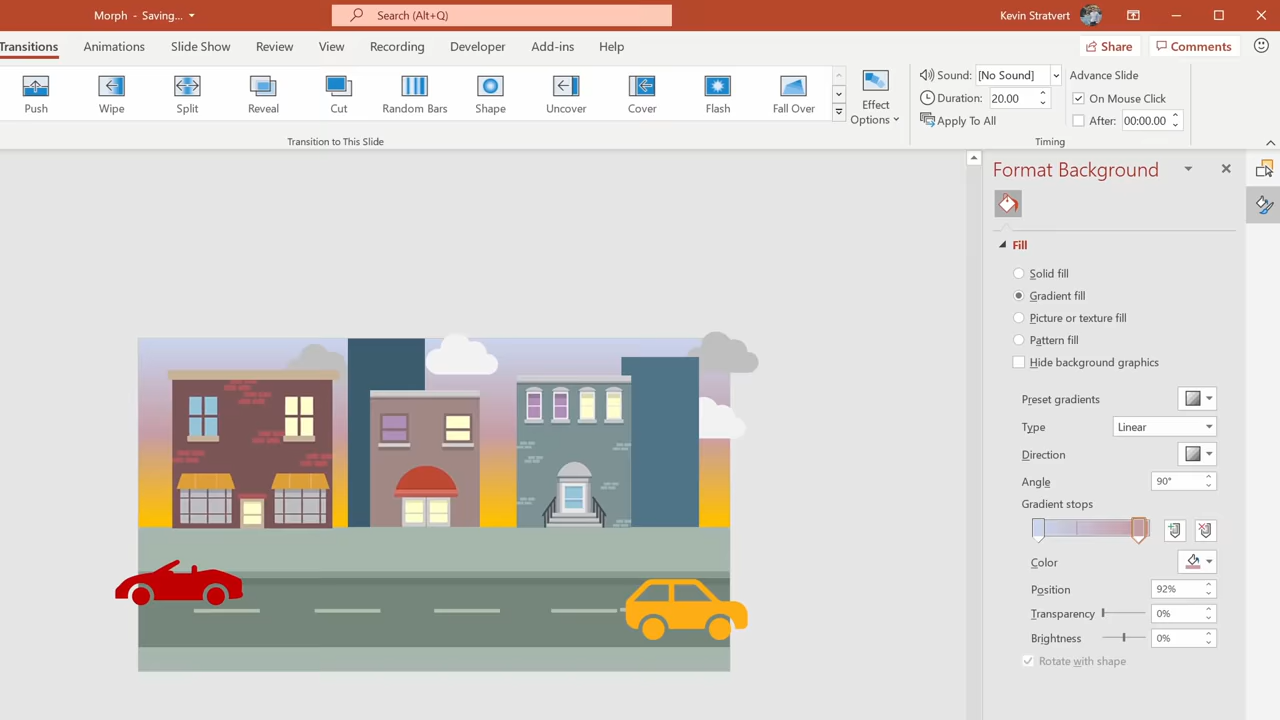 Morph - Saving...
Search (Alt+Q)
Kevin Stratvert
Transitions
Animations
Slide Show
Review
View
Recording
Developer
Add-ins
Help
Share
Comments
Push
Wipe
Split
Reveal
Cut
Random Bars
Shape
Uncover
Cover
Flash
Fall Over
Effect
Options
Sound: [No Sound]
Duration: 20.00
Apply To All
Advance Slide
On Mouse Click
After: 00:00.00
Transition to This Slide
Timing
Format Background
Fill
Solid fill
Gradient fill
Picture or texture fill
Pattern fill
Hide background graphics
Preset gradients
Type Linear
Direction
Angle 90°
Gradient stops
Color
Position 92%
Transparency 0%
Brightness 0%
Rotate with shape